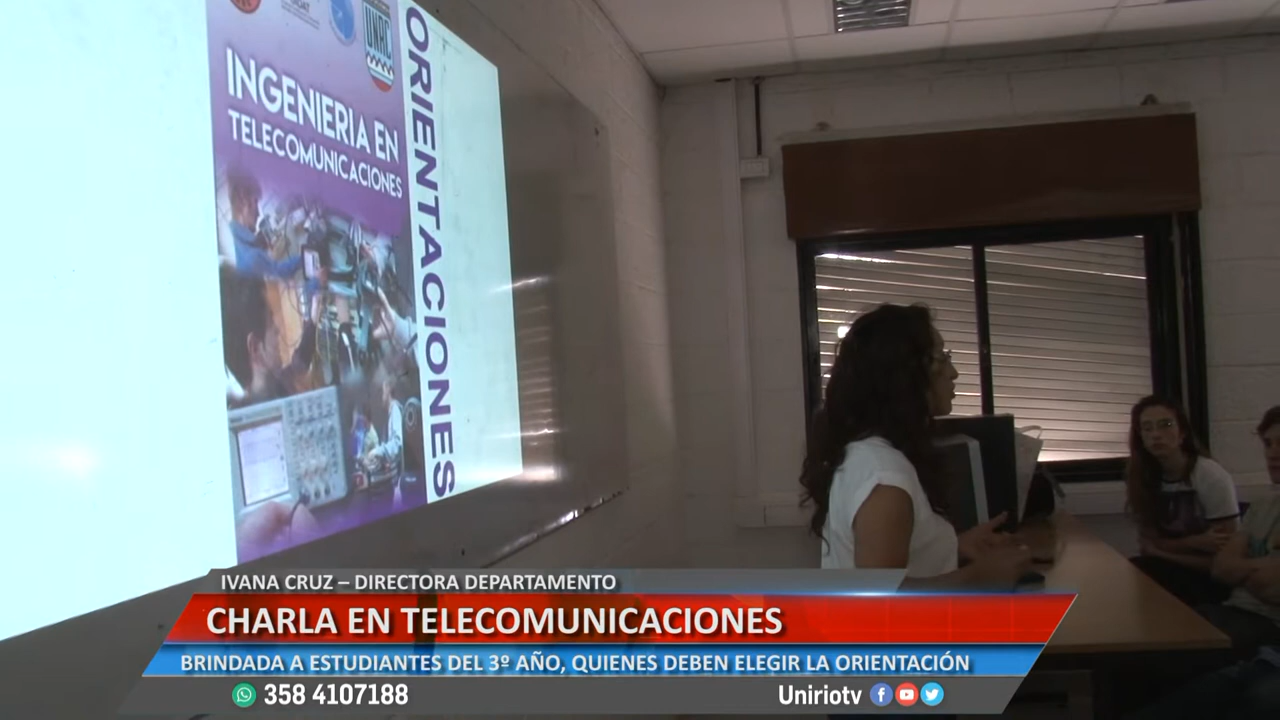 UNRC
INGENIERIA EN
TELECOMUNICACIONES
ORIENTACIONES
IVANA CRUZ – DIRECTORA DEPARTAMENTO
CHARLA EN TELECOMUNICACIONES
BRINDADA A ESTUDIANTES DEL 3º AÑO, QUIENES DEBEN ELEGIR LA ORIENTACIÓN
358 4107188
Uniriotv